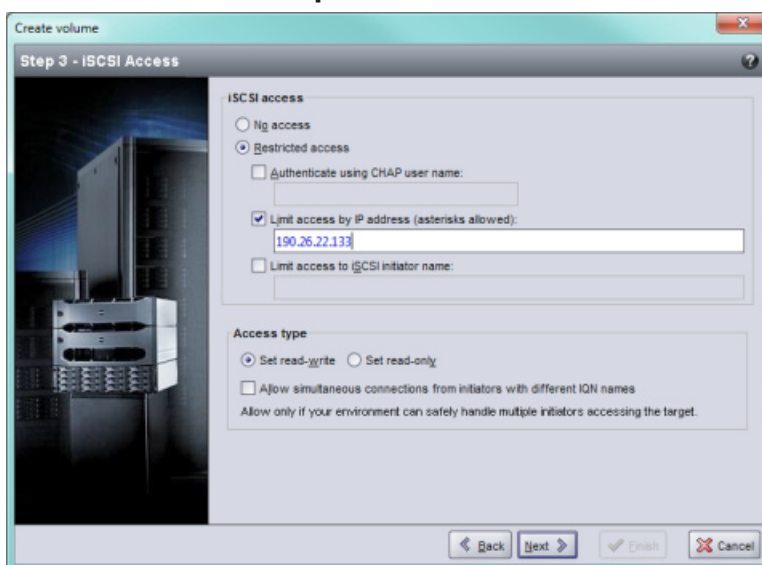 Create volume
Step 3 - iSCSI Access
?
iSCSI access
No access
Restricted access
Authenticate using CHAP user name:
Limit access by IP address (asterisks allowed):
190.26.22.133
Limit access to iSCSI initiator name:
Access type
Set read-write Set read-only
Allow simultaneous connections from initiators with different IQN names
Allow only if your environment can safely handle multiple initiators accessing the target.
Back Next Finish Cancel